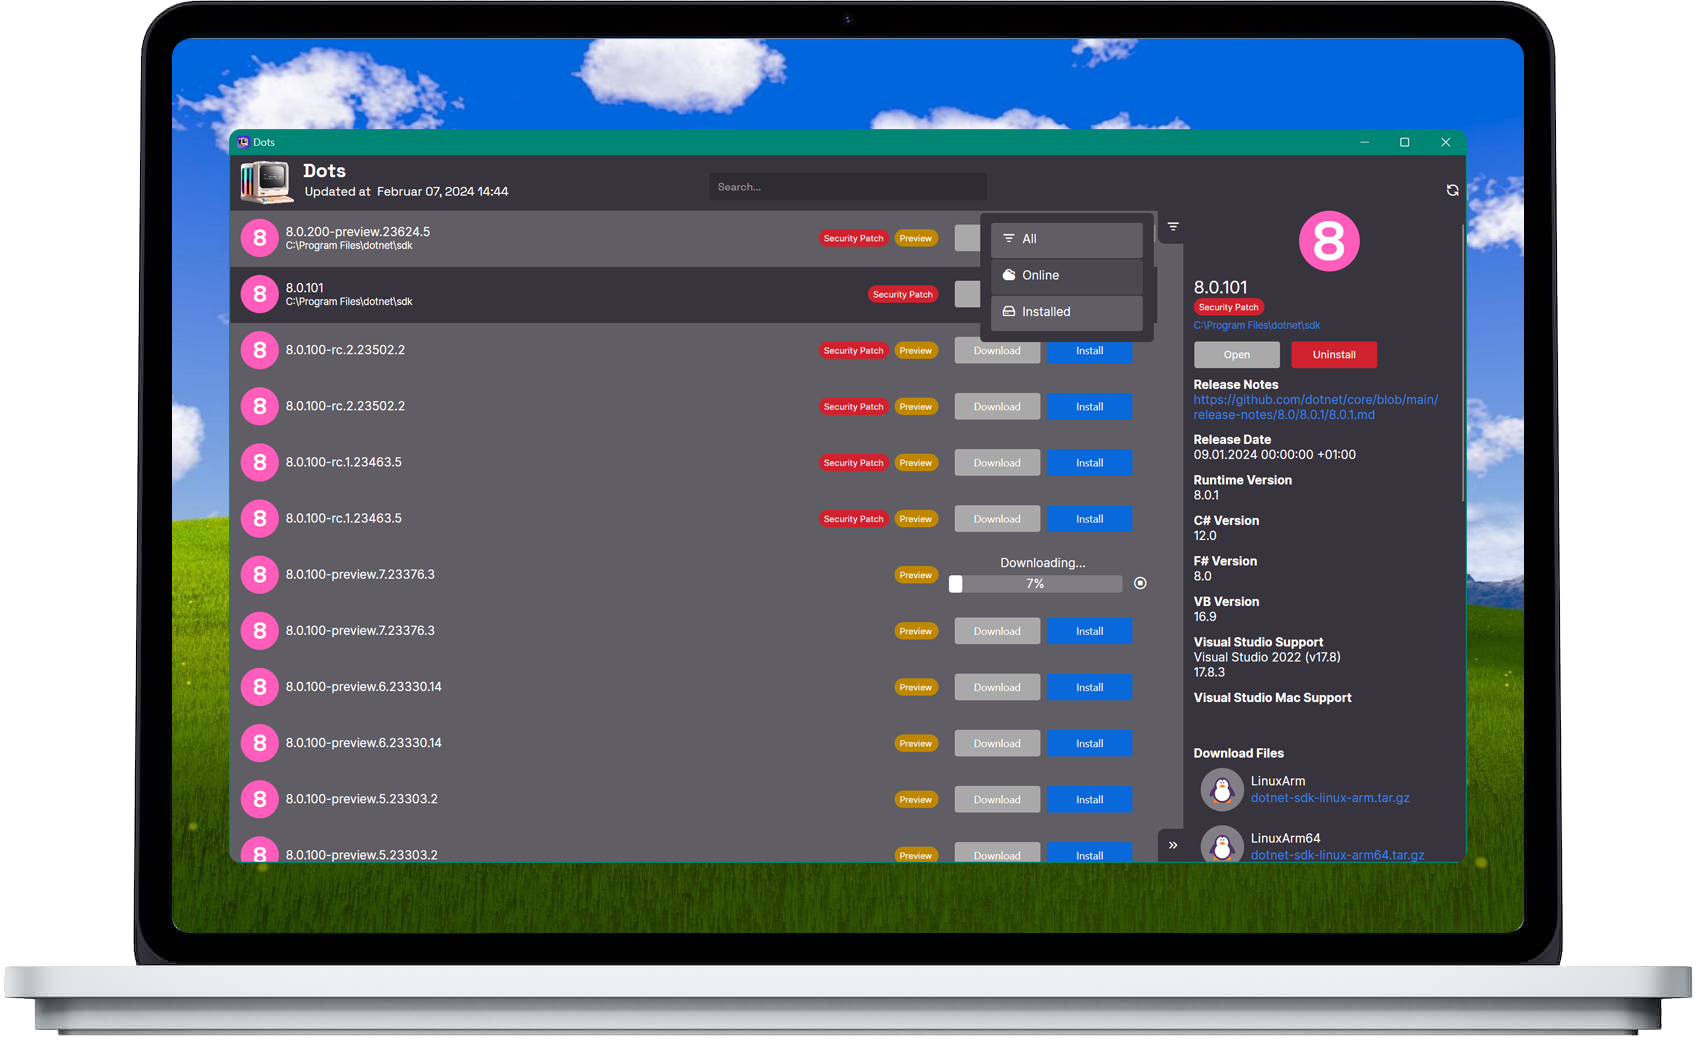 Dots
Dots
Updated at Februar 07, 2024 14:44
Search...
8
8.0.200-preview.23624.5
C:\Program Files\dotnet\sdk
Security Patch
Preview
8
8.0.101
C:\Program Files\dotnet\sdk
Security Patch
All
Online
Installed
8
8.0.100-rc.2.23502.2
Security Patch
Preview
Download
Install
8
8.0.100-rc.2.23502.2
Security Patch
Preview
Download
Install
8
8.0.100-rc.1.23463.5
Security Patch
Preview
Download
Install
8
8.0.100-rc.1.23463.5
Security Patch
Preview
Download
Install
8
8.0.100-preview.7.23376.3
Preview
Downloading...
7%
8
8.0.100-preview.7.23376.3
Preview
Download
Install
8
8.0.100-preview.6.23330.14
Preview
Download
Install
8
8.0.100-preview.6.23330.14
Preview
Download
Install
8
8.0.100-preview.5.23303.2
Preview
Download
Install
8
8.0.100-preview.5.23303.2
Preview
Download
Install
8
8.0.101
Security Patch
C:\Program Files\dotnet\sdk
Open
Uninstall
Release Notes
https://github.com/dotnet/core/blob/main/
release-notes/8.0/8.0.1/8.0.1.md
Release Date
09.01.2024 00:00:00 +01:00
Runtime Version
8.0.1
C# Version
12.0
F# Version
8.0
VB Version
16.9
Visual Studio Support
Visual Studio 2022 (v17.8)
17.8.3
Visual Studio Mac Support
Download Files
LinuxArm
dotnet-sdk-linux-arm.tar.gz
LinuxArm64
dotnet-sdk-linux-arm64.tar.gz